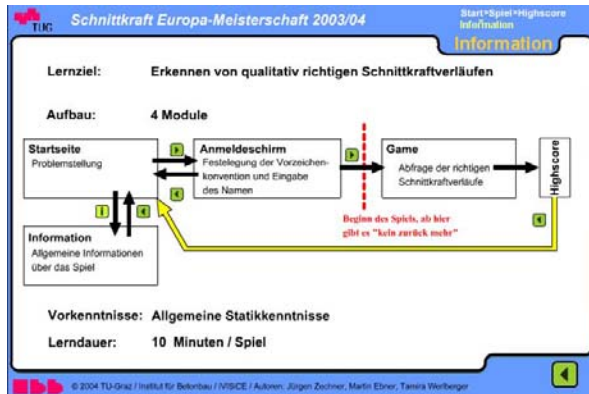 TUG
Schnittkraft Europa-Meisterschaft 2003/04
Start*Spiel*Highscore
Information
Information
Lernziel: Erkennen von qualitativ richtigen Schnittkraftverläufen
Aufbau: 4 Module
Startseite
Problemstellung
Anmeldeschirm
Festelegung der Vorzeichen-
konvention und Eingabe
des Namen
Game
Abfrage der richtigen
Schnittkraftverläufe
Highscore
i
Beginn des Spiels, ab hier
gibt es "kein zurück mehr"
Information
Allgemeine Informationen
über das Spiel
Vorkenntnisse: Allgemeine Statikkenntnisse
Lerndauer: 10 Minuten / Spiel
© 2004 TU-Graz / Institut für Betonbau / IVISICE / Autoren: Jürgen Zechner, Martin Ebner, Tamira